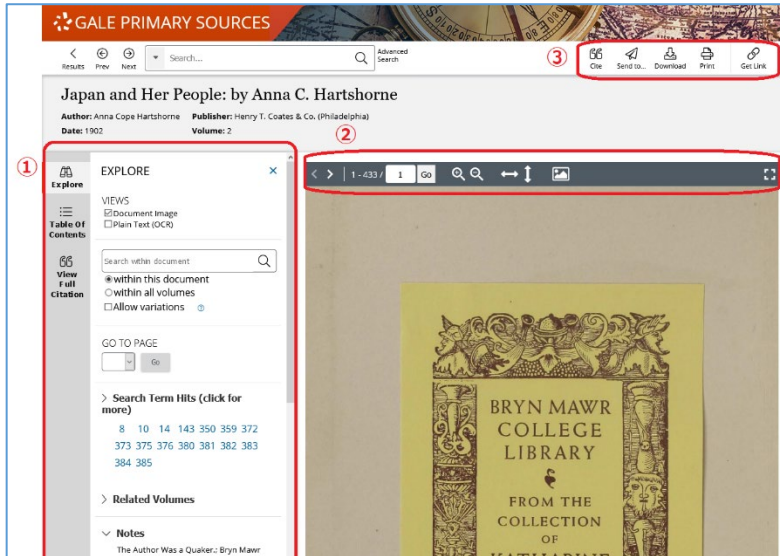 GALE PRIMARY SOURCES
Results
Prev
Next
Search...
Advanced
Search
③
Cite
Send to...
Download
Print
Get Link
Japan and Her People: by Anna C. Hartshorne
Author: Anna Cope Hartshorne Publisher: Henry T. Coates & Co. (Philadelphia)
Date: 1902 Volume: 2
①
②
Explore
Table Of
Contents
View
Full
Citation
EXPLORE
×
VIEWS
Document Image
Plain Text (OCR)
Search within document
within this document
within all volumes
Allow variations
GO TO PAGE
Go
> Search Term Hits (click for
more)
8 10 14 143 350 359 372
373 375 376 380 381 382 383
384 385
> Related Volumes
Notes
The Author Was a Quaker.: Bryn Mawr
1 - 433 / 1 Go
BRYN MAWR
COLLEGE
LIBRARY
FROM THE
COLLECTION
OF
KATHARINE